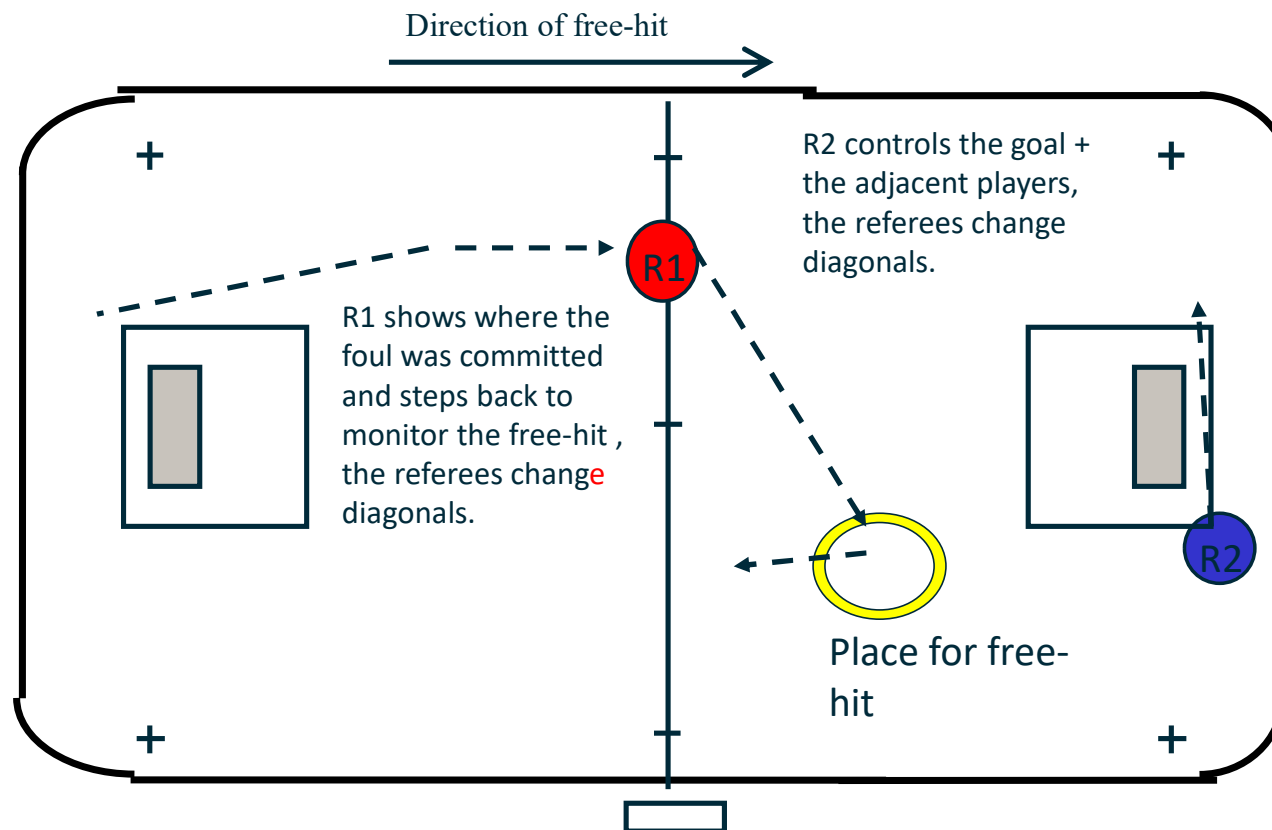 Direction of free-hit
R2 controls the goal +
the adjacent players,
the referees change
diagonals.
R1
R1 shows where the
foul was committed
and steps back to
monitor the free-hit ,
the referees change
diagonals.
R2
Place for free-
hit